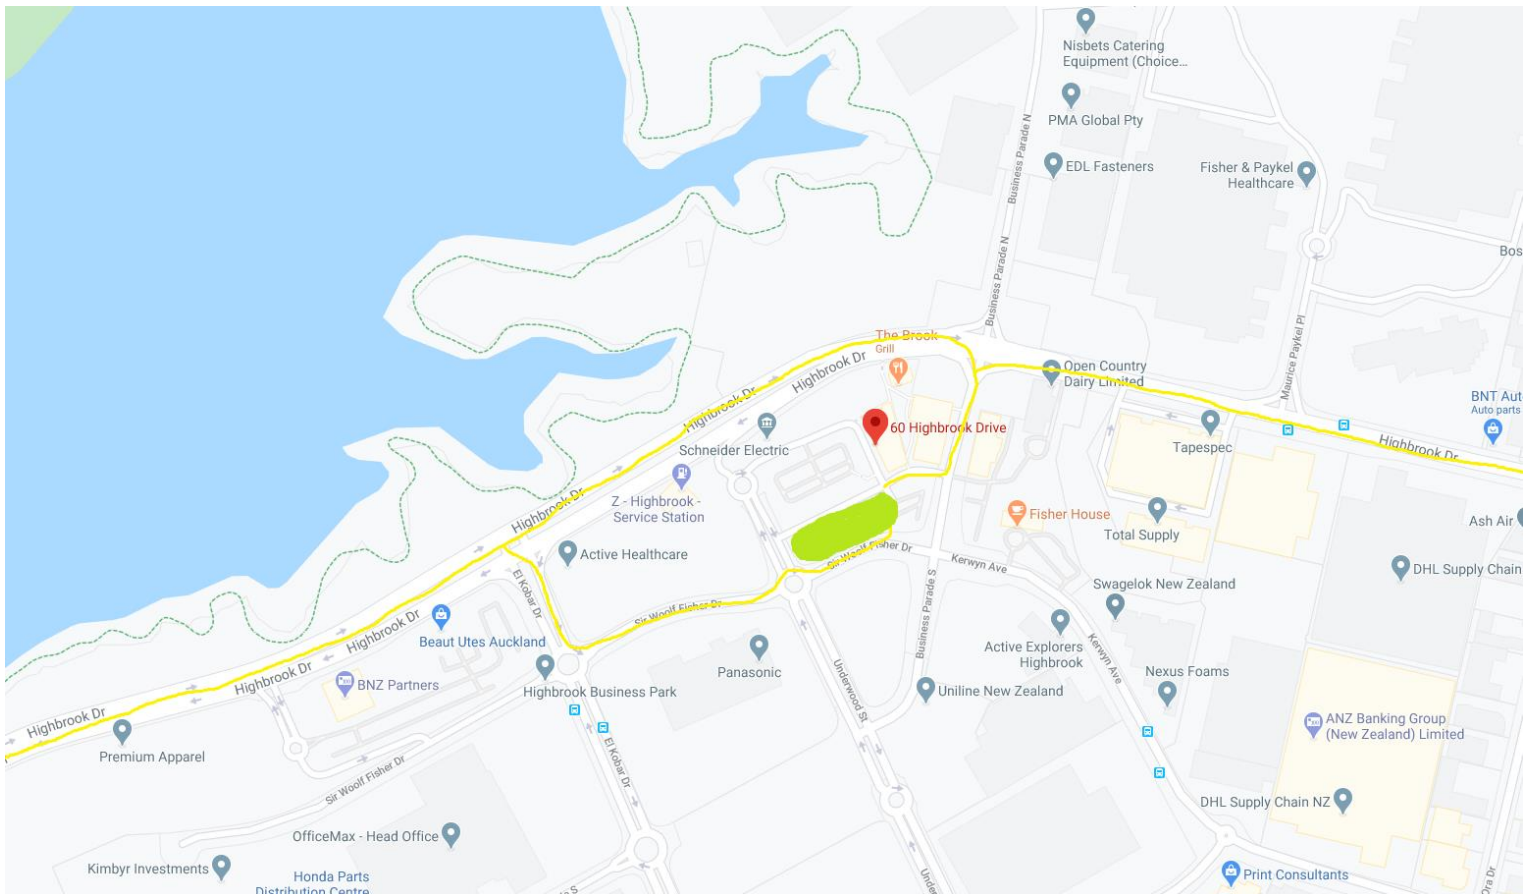 Nisbets Catering
Equipment (Choice...
PMA Global Pty
Business Parade N
EDL Fasteners
Fisher & Paykel
Healthcare
Business Parade N
Bos
The Brook
Grill
Highbrook Dr
Open Country
Dairy Limited
Maurice Paykel Pl
BNT Aut
Auto parts
Highbrook Dr
60 Highbrook Drive
Schneider Electric
Tapespec
Highbrook Dr
Z - Highbrook -
Service Station
Highbrook Dr
Fisher House
Ash Air
Total Supply
Active Healthcare
Sir Woolf Fisher Dr
Kerwyn Ave
DHL Supply Chain
El Kobar Dr
Swagelok New Zealand
Sir Woolf Fisher Dr
Business Parade S
Highbrook Dr
Beaut Utes Auckland
Active Explorers
Highbrook
Kerwyn Ave
Panasonic
Nexus Foams
Highbrook Dr
BNZ Partners
Highbrook Business Park
Underwood St
Uniline New Zealand
Highbrook Dr
ANZ Banking Group
(New Zealand) Limited
Premium Apparel
El Kobar Dr
Sir Woolf Fisher Dr
DHL Supply Chain NZ
OfficeMax - Head Office
Kimbyr Investments
Honda Parts
Distribution Centre
Print Consultants
Unde
ra Dr